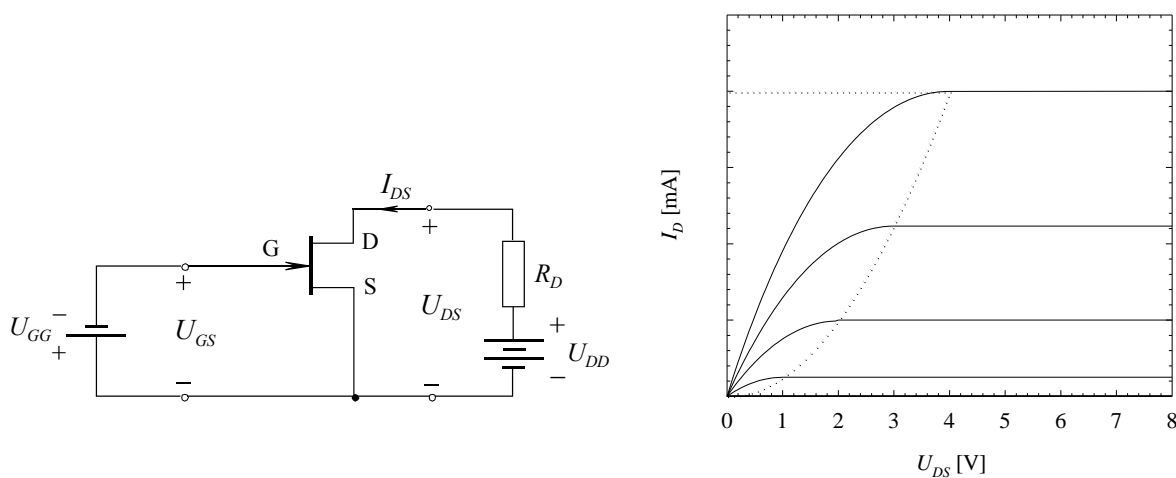 I_DS
+
G
D
+
S
R_D
U_GG
−
+
U_GS
U_DS
+
−
U_DD
−
−
I_D [mA]
0 1 2 3 4 5 6 7 8
U_DS [V]